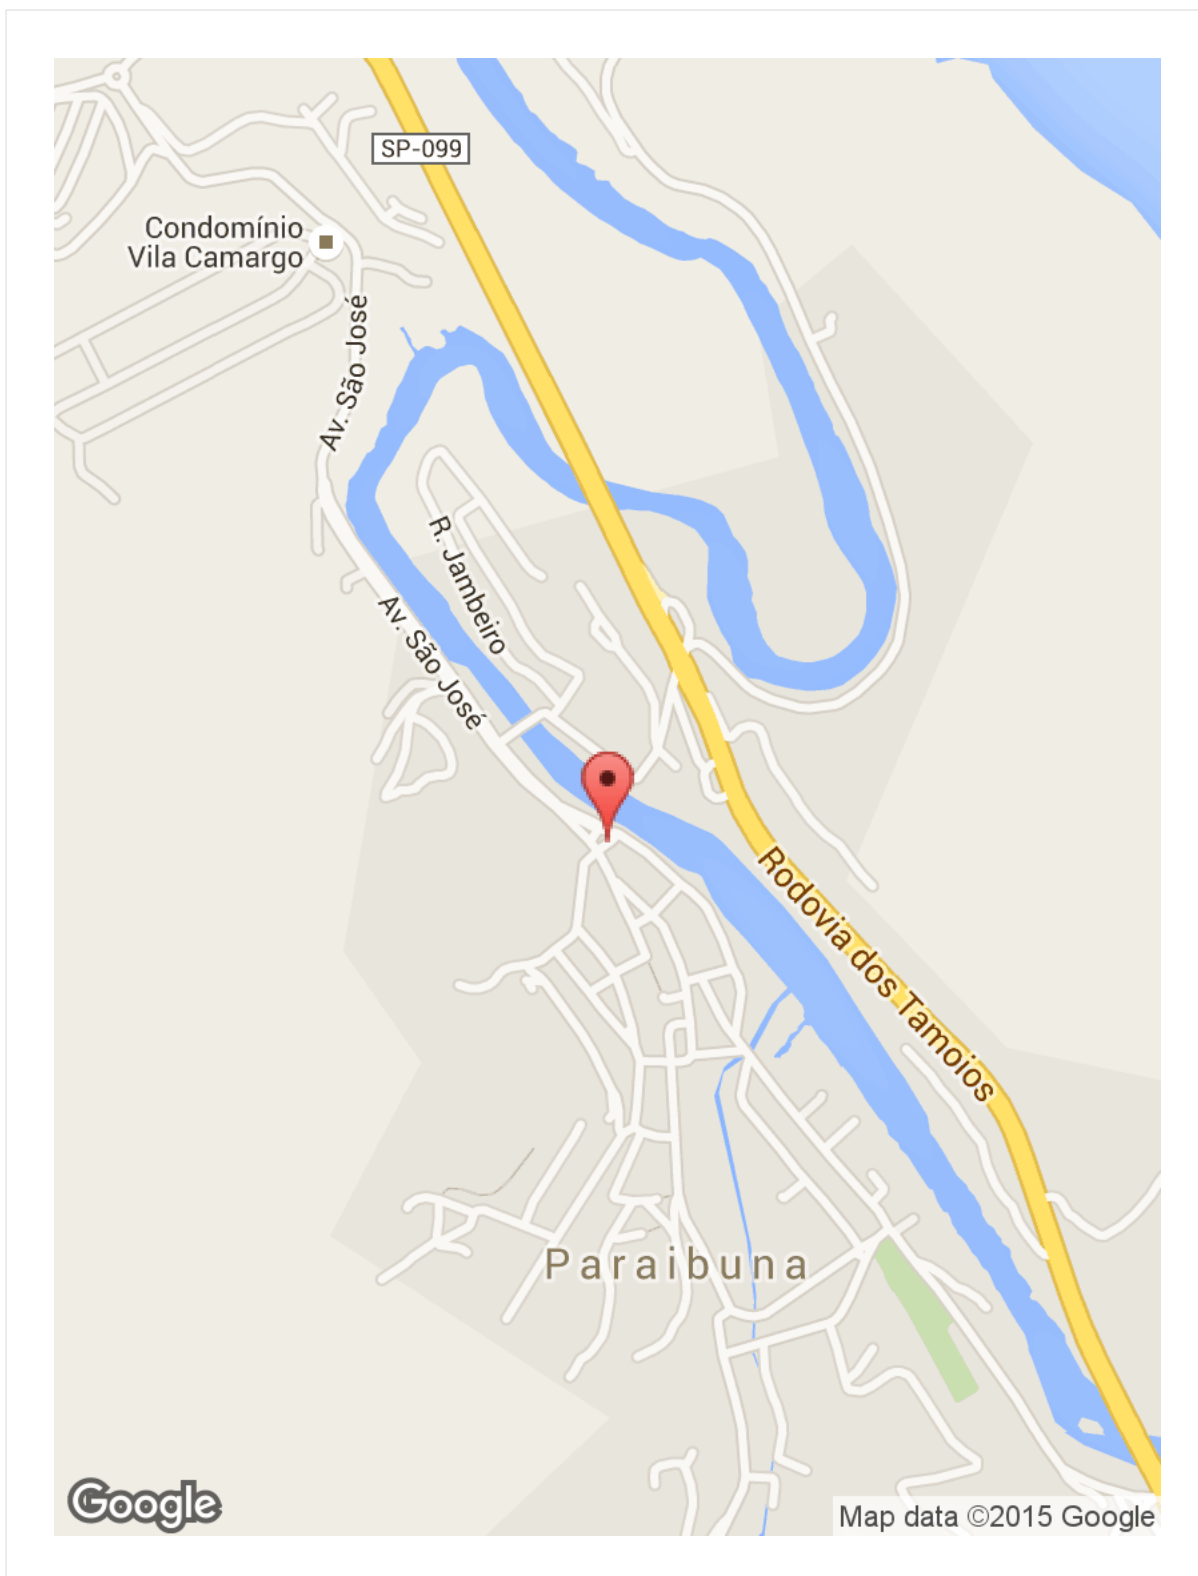 SP-099
Condomínio
Vila Camargo
Av. São José
R. Jambeiro
Av. São José
Rodovia dos Tamoios
Paraibuna
Google
Map data ©2015 Google